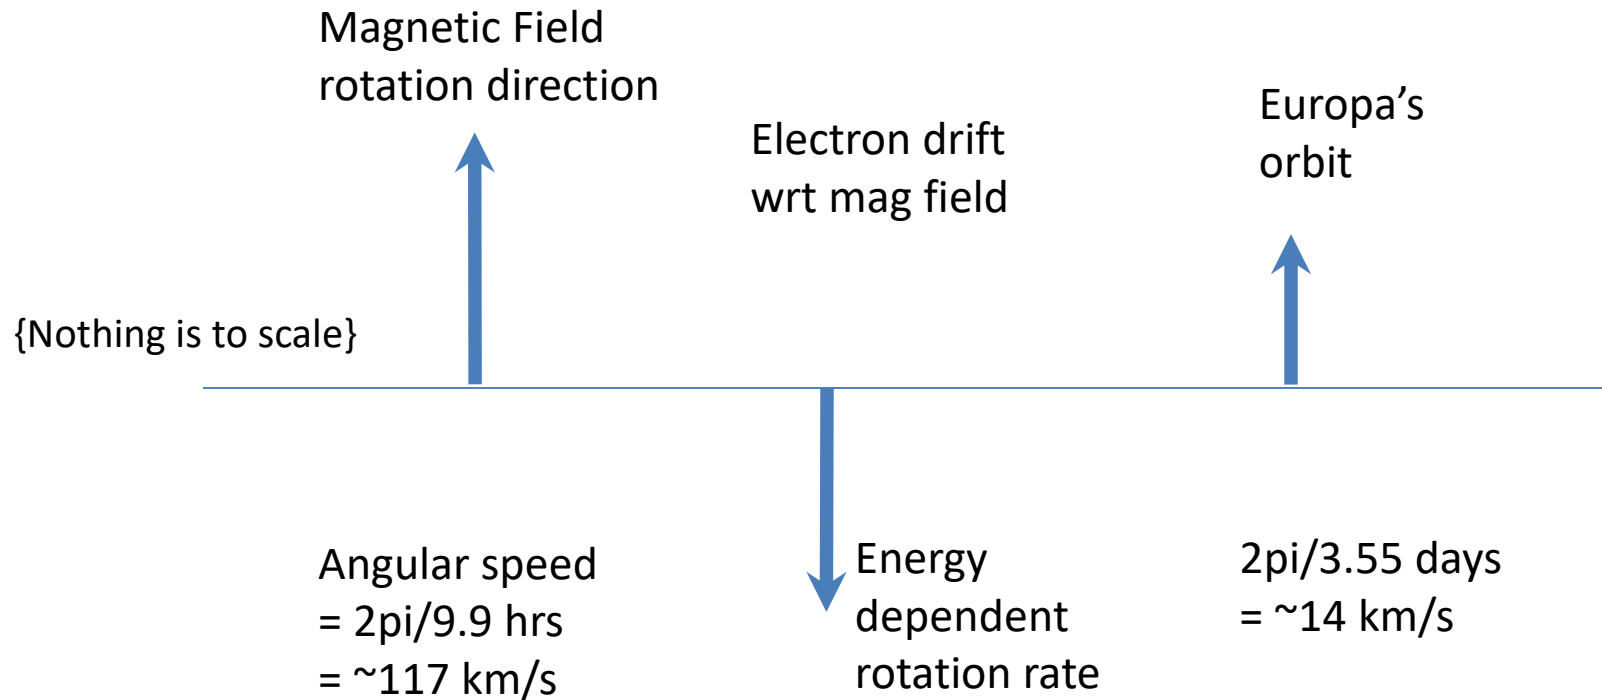 Magnetic Field
rotation direction
Electron drift
wrt mag field
Europa’s
orbit
{Nothing is to scale}
Angular speed
= 2pi/9.9 hrs
= ~117 km/s
Energy
dependent
rotation rate
2pi/3.55 days
= ~14 km/s